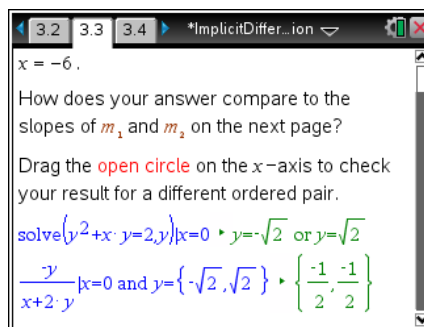 3.2 3.3 3.4 *ImplicitDiffer...ion
x = -6.
How does your answer compare to the
slopes of m₁ and m₂ on the next page?
Drag the open circle on the x-axis to check
your result for a different ordered pair.
solve(y²+x·y=2,y)|x=0 ▸ y=-√2 or y=√2
-y/(x+2·y)|x=0 and y={-√2,√2} ▸ {-1/2,-1/2}